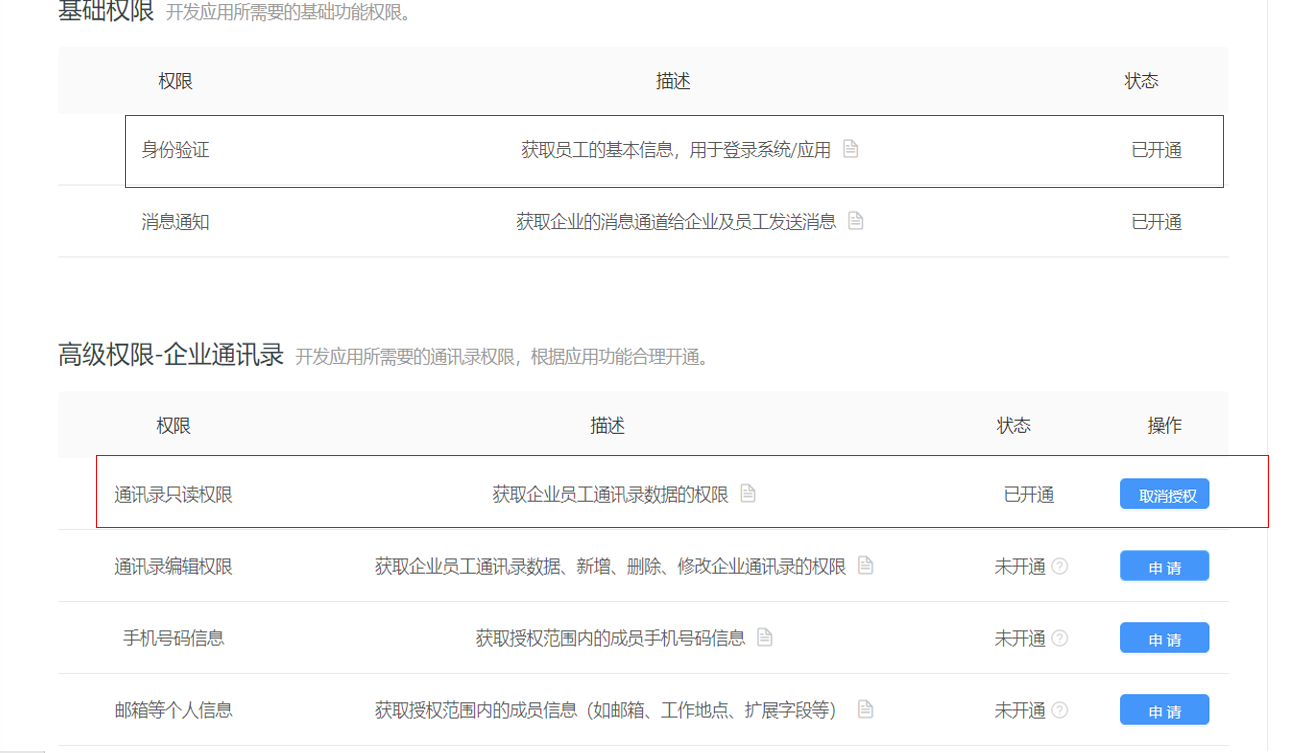 基础权限 开发应用所需要的基础功能权限。
权限 描述 状态
身份验证 获取员工的基本信息，用于登录系统/应用 已开通
消息通知 获取企业的消息通道给企业及员工发送消息 已开通
高级权限-企业通讯录 开发应用所需要的通讯录权限，根据应用功能合理开通。
权限 描述 状态 操作
通讯录只读权限 获取企业员工通讯录数据的权限 已开通 取消授权
通讯录编辑权限 获取企业员工通讯录数据、新增、删除、修改企业通讯录的权限 未开通 ? 申请
手机号码信息 获取授权范围内的成员手机号码信息 未开通 ? 申请
邮箱等个人信息 获取授权范围内的成员信息（如邮箱、工作地点、扩展字段等） 未开通 ? 申请